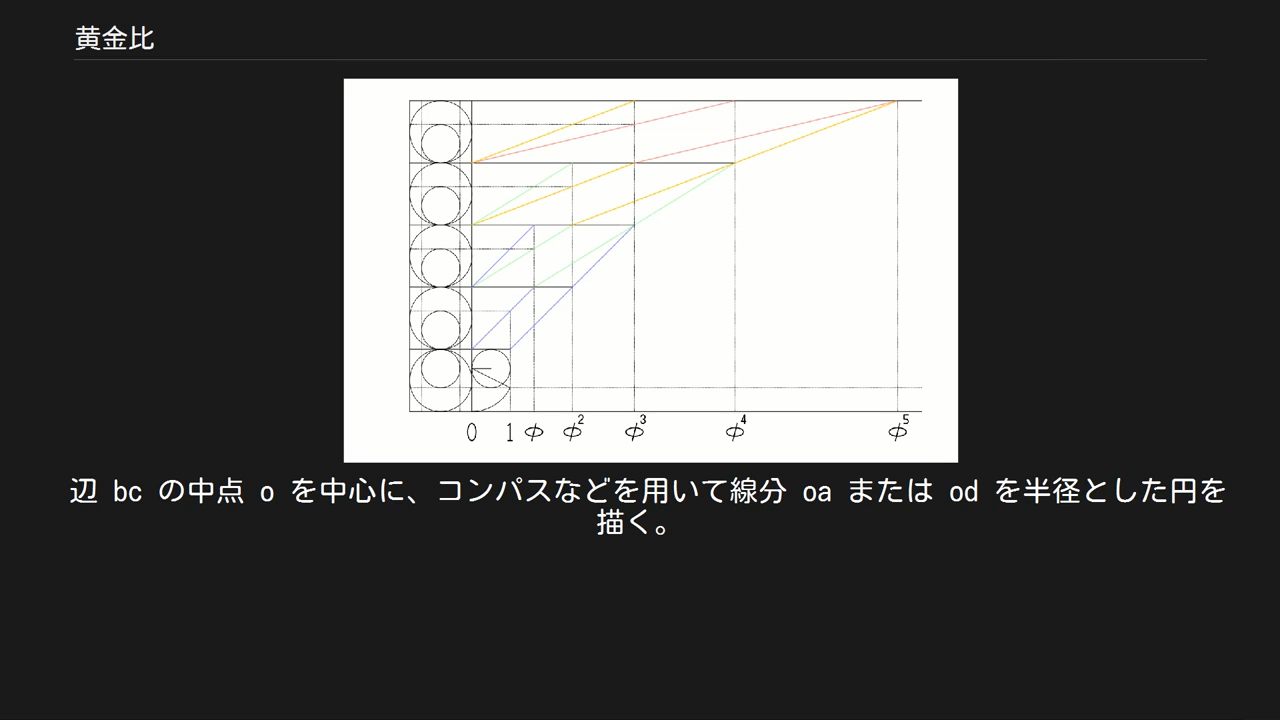 黄金比
0 1 φ φ² φ³ φ⁴ φ⁵
辺 bc の中点 o を中心に、コンパスなどを用いて線分 oa または od を半径とした円を
描く。